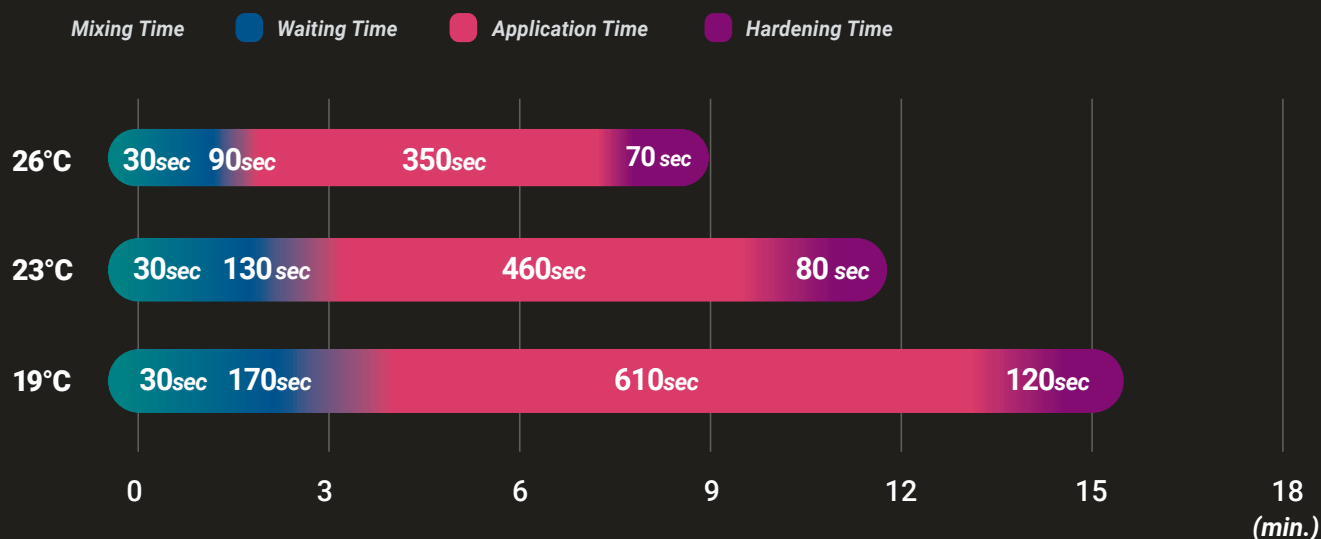 Mixing Time Waiting Time Application Time Hardening Time
26°C 30sec 90sec 350sec 70 sec
23°C 30sec 130 sec 460sec 80 sec
19°C 30sec 170sec 610sec 120sec
0 3 6 9 12 15 18
(min.)